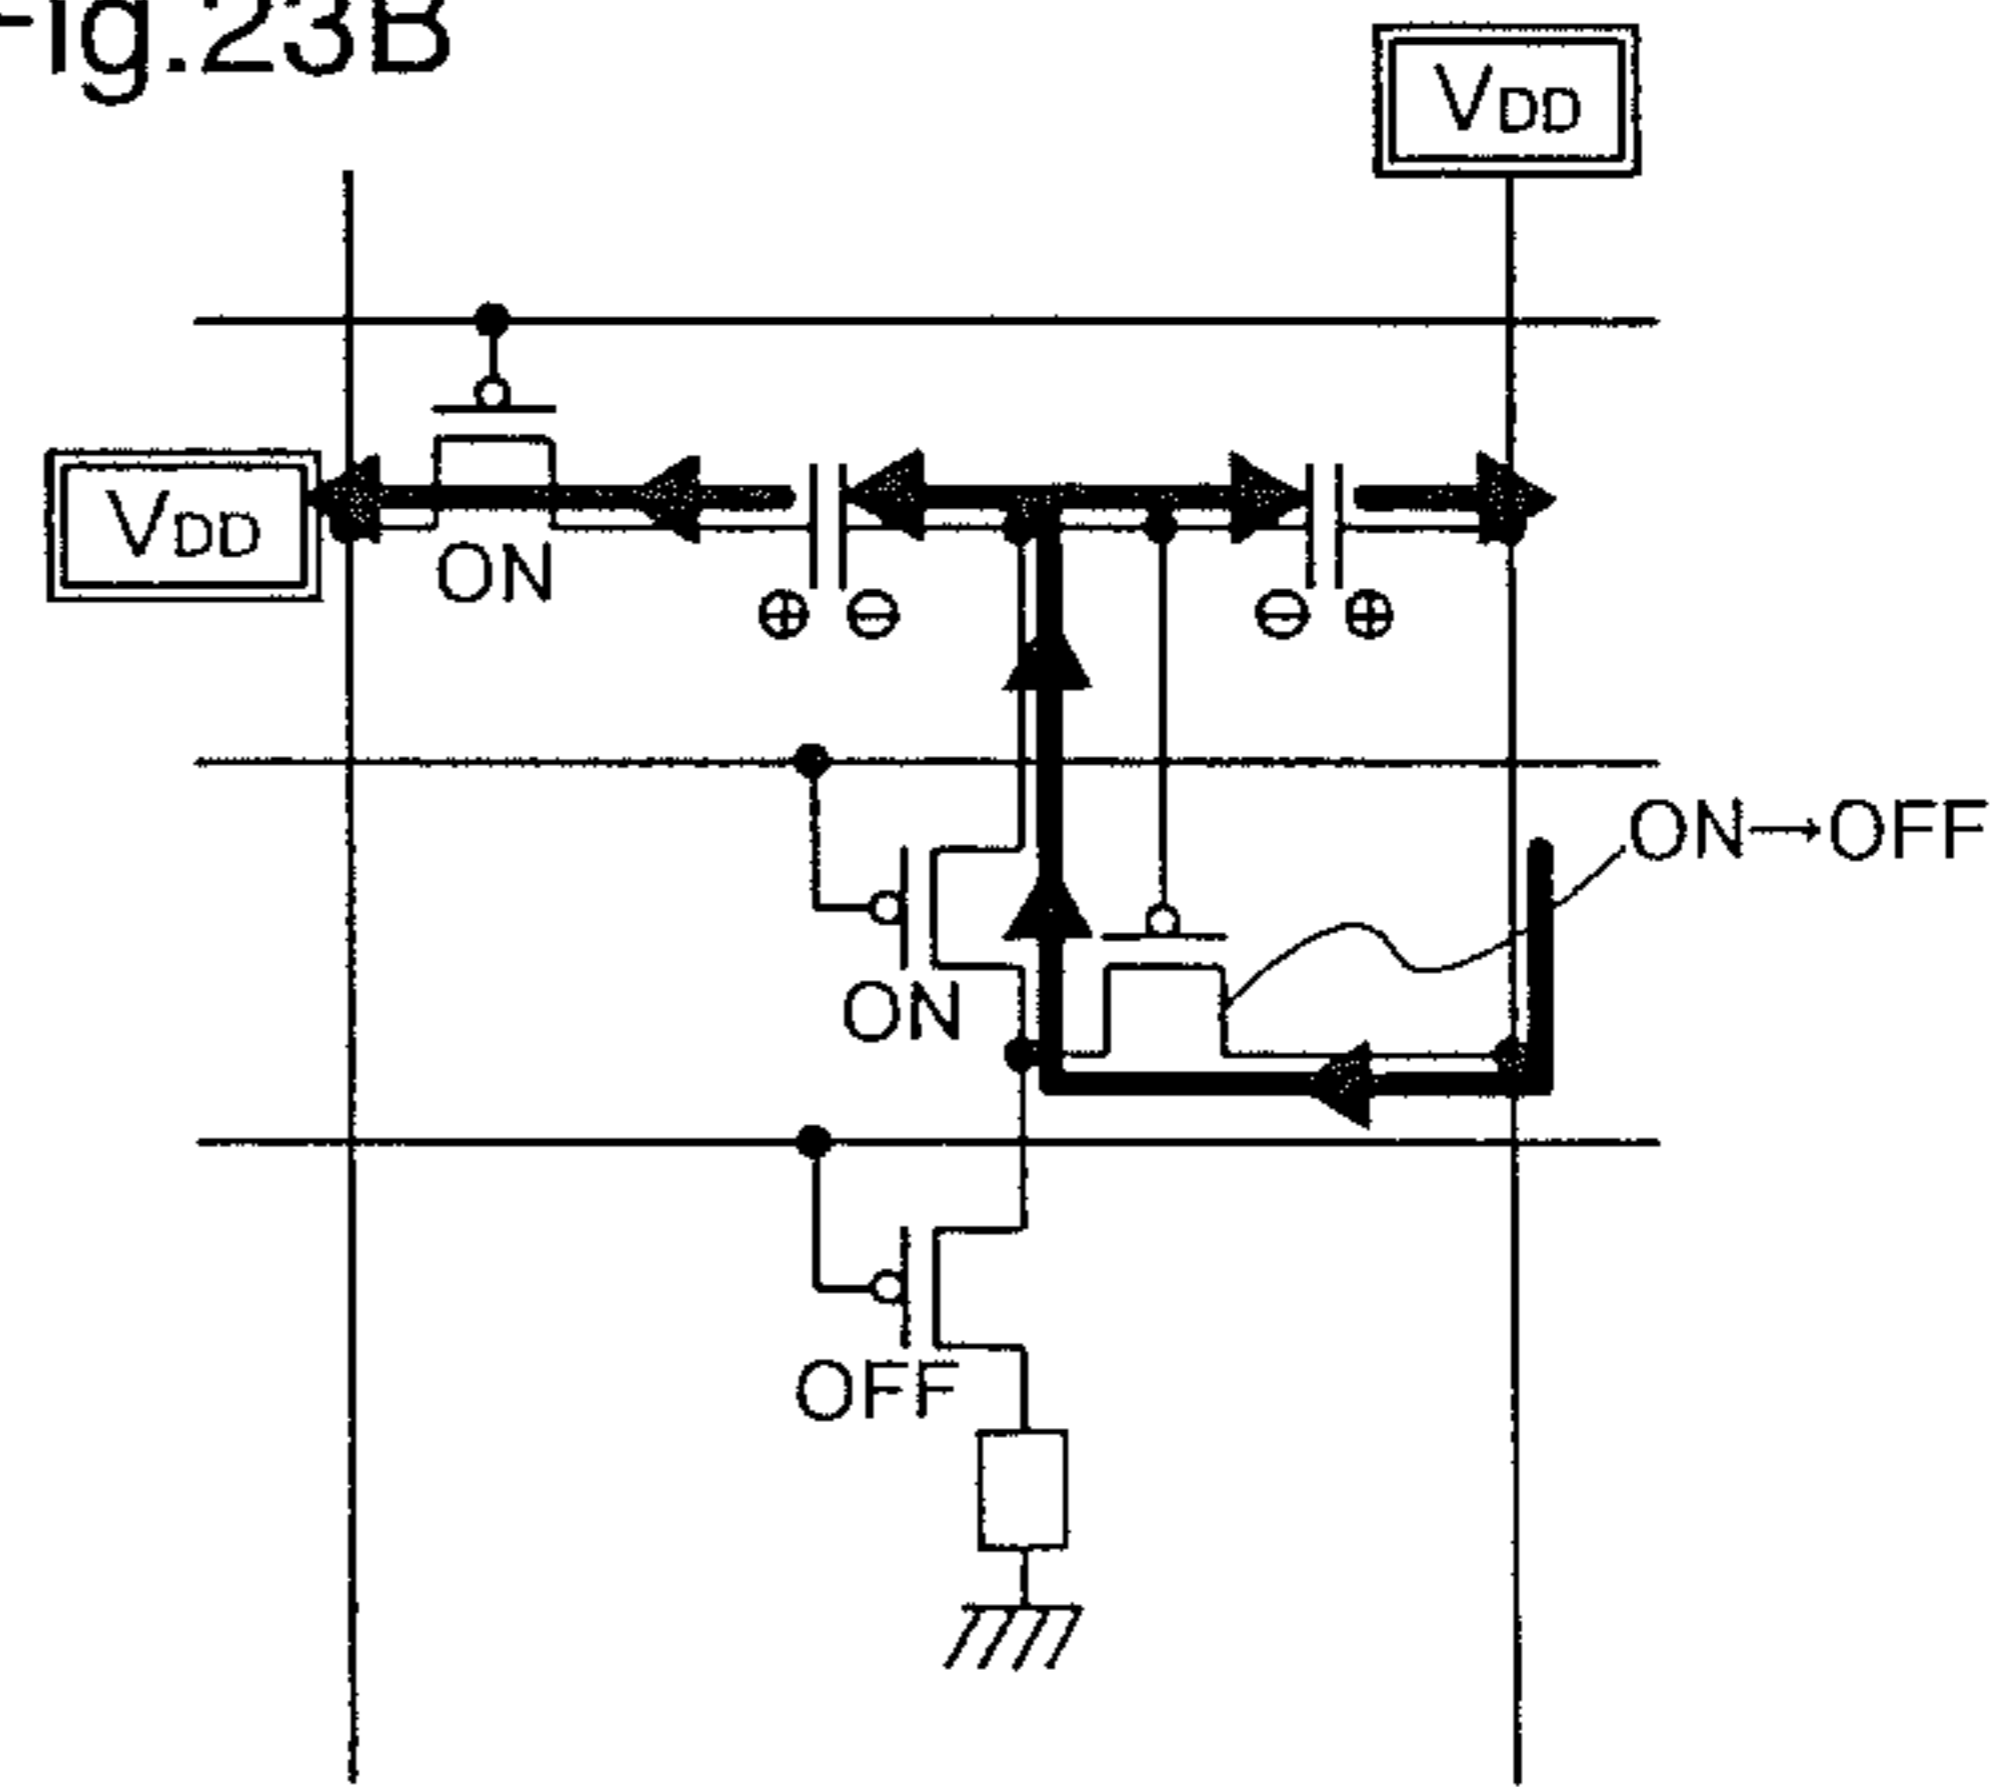 Fig.23B
VDD
VDD
ON
⊕ ⊖
⊖ ⊕
ON→OFF
ON
OFF